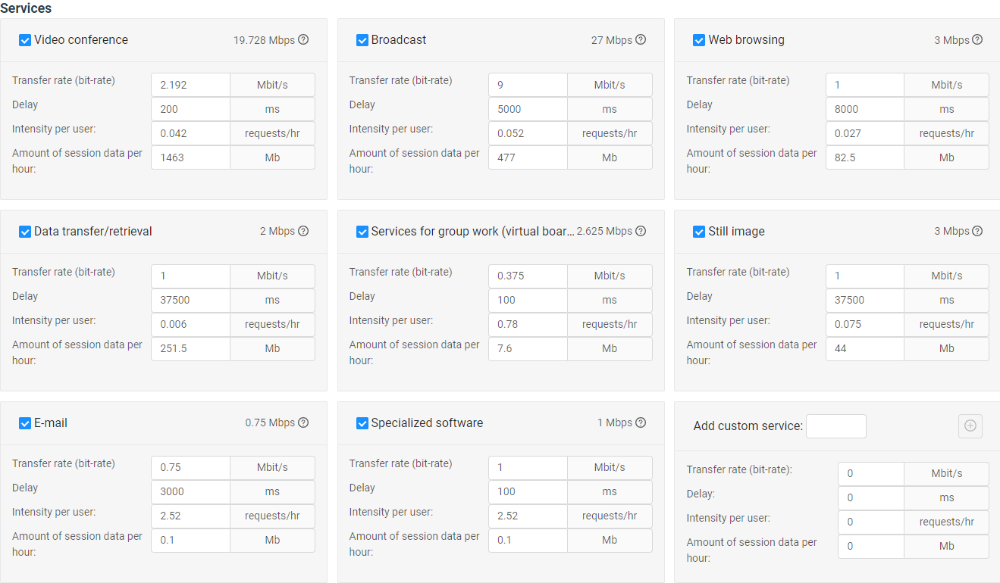 Services
Video conference 19.728 Mbps
Transfer rate (bit-rate) 2.192 Mbit/s
Delay 200 ms
Intensity per user: 0.042 requests/hr
Amount of session data per hour: 1463 Mb
Broadcast 27 Mbps
Transfer rate (bit-rate) 9 Mbit/s
Delay 5000 ms
Intensity per user: 0.052 requests/hr
Amount of session data per hour: 477 Mb
Web browsing 3 Mbps
Transfer rate (bit-rate) 1 Mbit/s
Delay 8000 ms
Intensity per user: 0.027 requests/hr
Amount of session data per hour: 82.5 Mb
Data transfer/retrieval 2 Mbps
Transfer rate (bit-rate) 1 Mbit/s
Delay 37500 ms
Intensity per user: 0.006 requests/hr
Amount of session data per hour: 251.5 Mb
Services for group work (virtual boar... 2.625 Mbps
Transfer rate (bit-rate) 0.375 Mbit/s
Delay 100 ms
Intensity per user: 0.78 requests/hr
Amount of session data per hour: 7.6 Mb
Still image 3 Mbps
Transfer rate (bit-rate) 1 Mbit/s
Delay 37500 ms
Intensity per user: 0.075 requests/hr
Amount of session data per hour: 44 Mb
E-mail 0.75 Mbps
Transfer rate (bit-rate) 0.75 Mbit/s
Delay 3000 ms
Intensity per user: 2.52 requests/hr
Amount of session data per hour: 0.1 Mb
Specialized software 1 Mbps
Transfer rate (bit-rate) 1 Mbit/s
Delay 100 ms
Intensity per user: 2.52 requests/hr
Amount of session data per hour: 0.1 Mb
Add custom service:
Transfer rate (bit-rate): 0 Mbit/s
Delay: 0 ms
Intensity per user: 0 requests/hr
Amount of session data per hour: 0 Mb